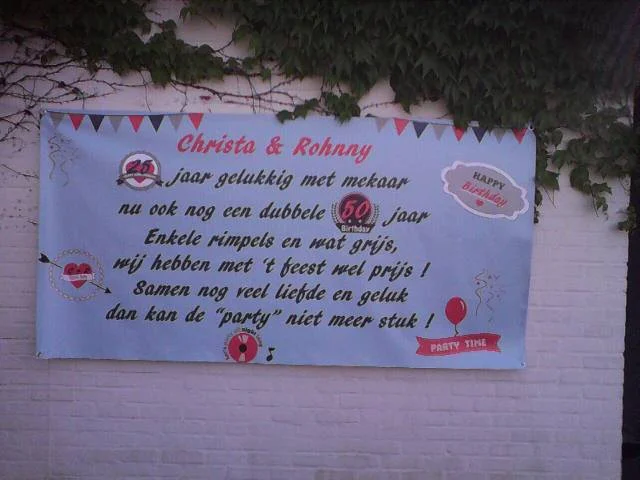 Christa & Rohnny
25 jaar gelukkig met mekaar
nu ook nog een dubbele 50 jaar
Birthday
HAPPY
Birthday
Enkele rimpels en wat grijs,
wij hebben met 't feest wel prijs !
Samen nog veel liefde en geluk
dan kan de "party" niet meer stuk !
PARTY TIME